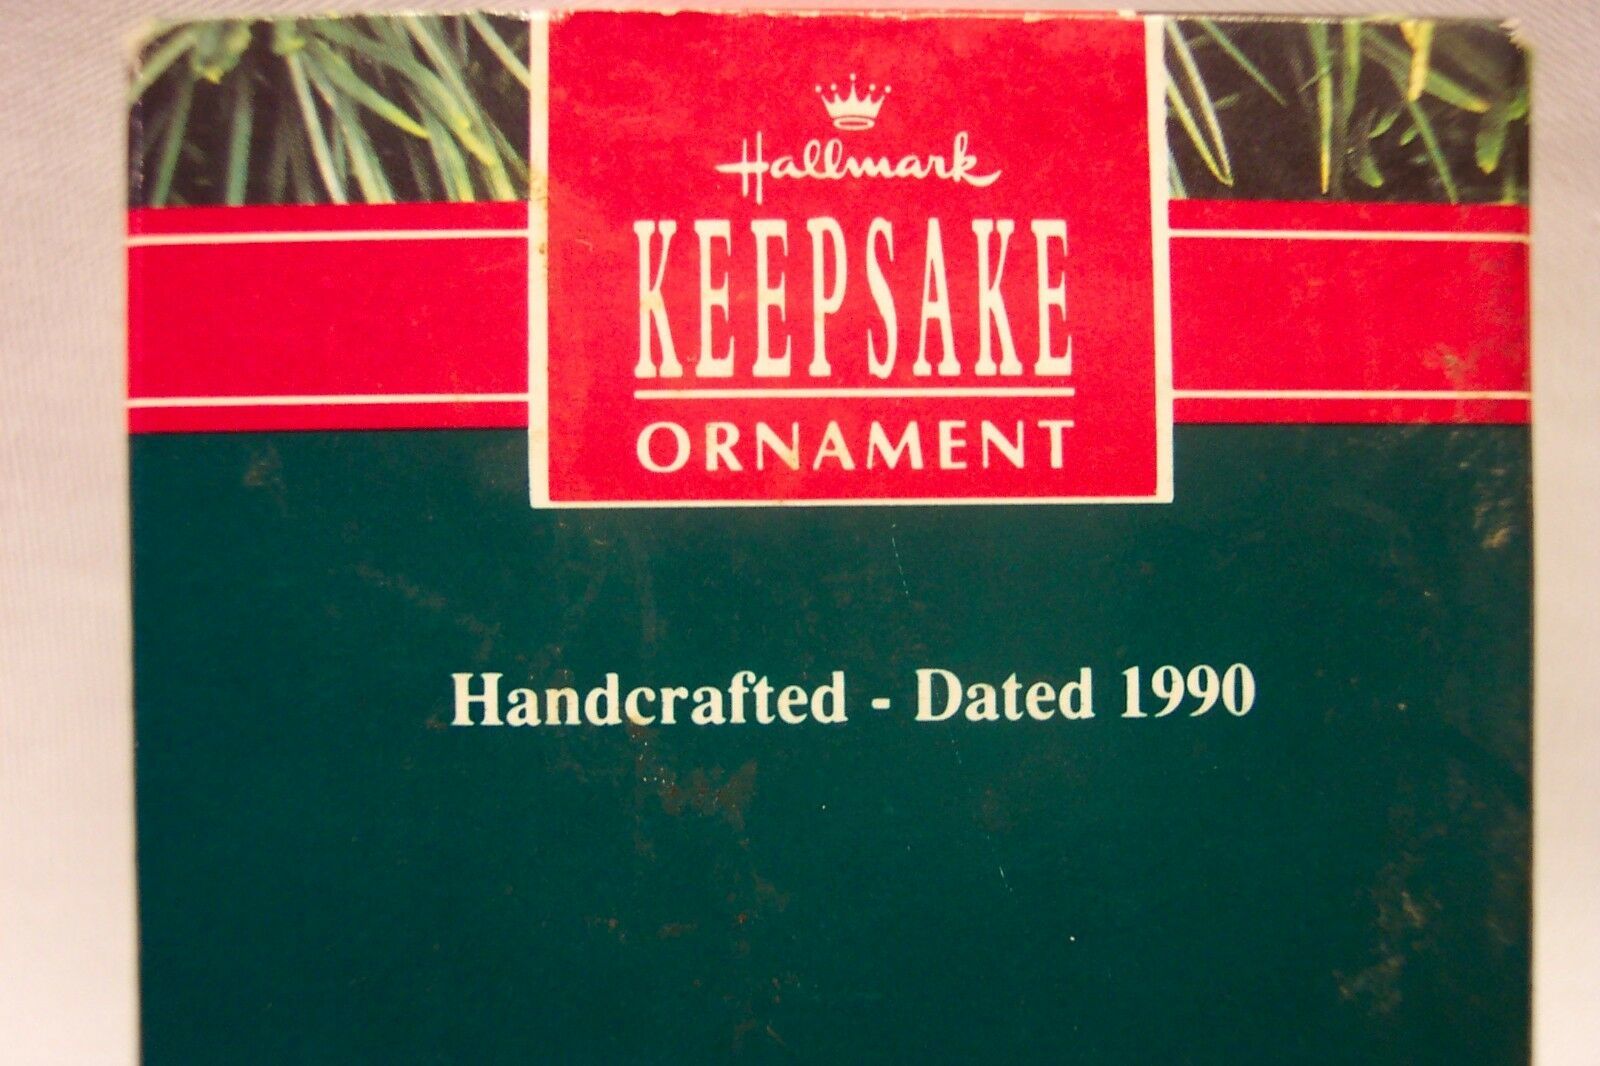 Hallmark
KEEPSAKE
ORNAMENT
Handcrafted - Dated 1990